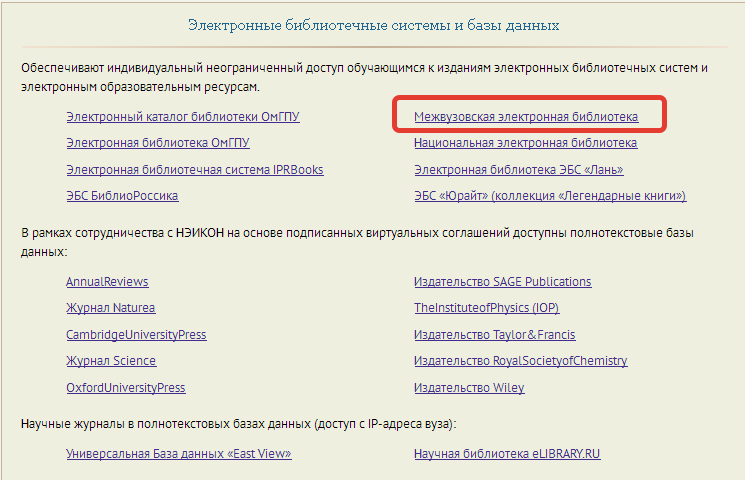 Электронные библиотечные системы и базы данных
Обеспечивают индивидуальный неограниченный доступ обучающимся к изданиям электронных библиотечных систем и
электронным образовательным ресурсам.
Электронный каталог библиотеки ОмГПУ
Межвузовская электронная библиотека
Электронная библиотека ОмГПУ
Национальная электронная библиотека
Электронная библиотечная система IPRBooks
Электронная библиотека ЭБС «Лань»
ЭБС БиблиоРоссика
ЭБС «Юрайт» (коллекция «Легендарные книги»)
В рамках сотрудничества с НЭИКОН на основе подписанных виртуальных соглашений доступны полнотекстовые базы
данных:
AnnualReviews
Издательство SAGE Publications
Журнал Naturea
TheInstituteofPhysics (IOP)
CambridgeUniversityPress
Издательство Taylor&Francis
Журнал Science
Издательство RoyalSocietyofChemistry
OxfordUniversityPress
Издательство Wiley
Научные журналы в полнотекстовых базах данных (доступ с IP-адреса вуза):
Универсальная База данных «East View»
Научная библиотека eLIBRARY.RU